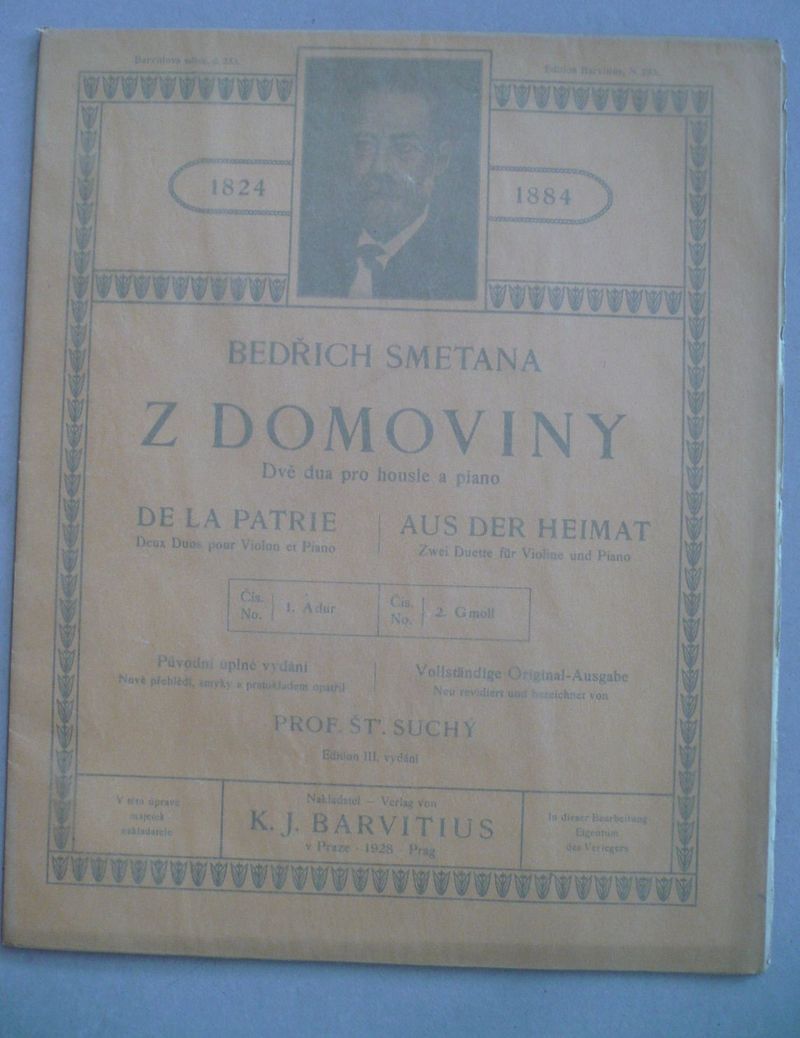 Barvitiova edice, č. 283.
Edition Barvitius, N. 283.
1824
1884
BEDŘICH SMETANA
Z DOMOVINY
Dvě dua pro housle a piano
DE LA PATRIE
Deux Duos pour Violon et Piano
AUS DER HEIMAT
Zwei Duette für Violine und Piano
Čís.
No.
1. A dur
Čís.
No.
2. G moll
Původní úplné vydání
Nově přehlédl, smyky a prstokladem opatřil
Vollständige Original-Ausgabe
Neu revidiert und bezeichnet von
PROF. ŠŤ. SUCHÝ
Edition III. vydání
V této úpravě
majetek
nakladatele
Nakladatel – Verlag von
K. J. BARVITIUS
v Praze · 1928 · Prag
In dieser Bearbeitung
Eigentum
des Verlegers